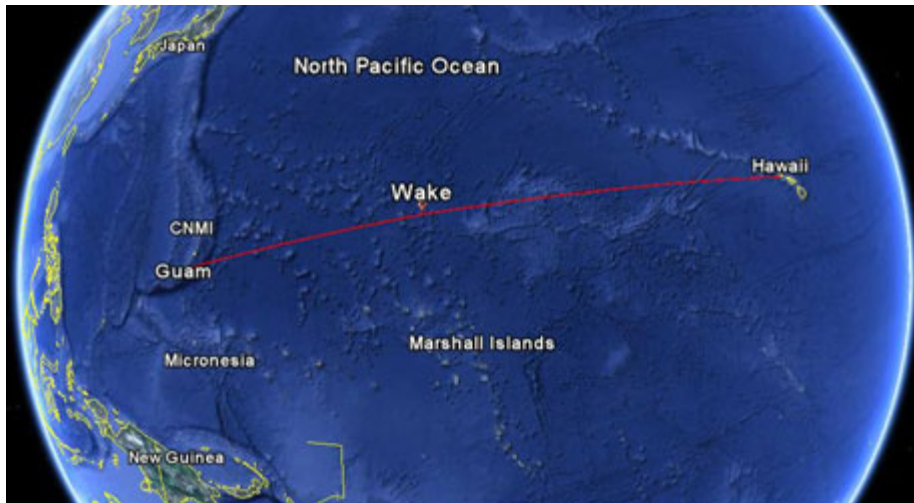 Japan
North Pacific Ocean
Hawaii
Wake
CNMI
Guam
Marshall Islands
Micronesia
New Guinea